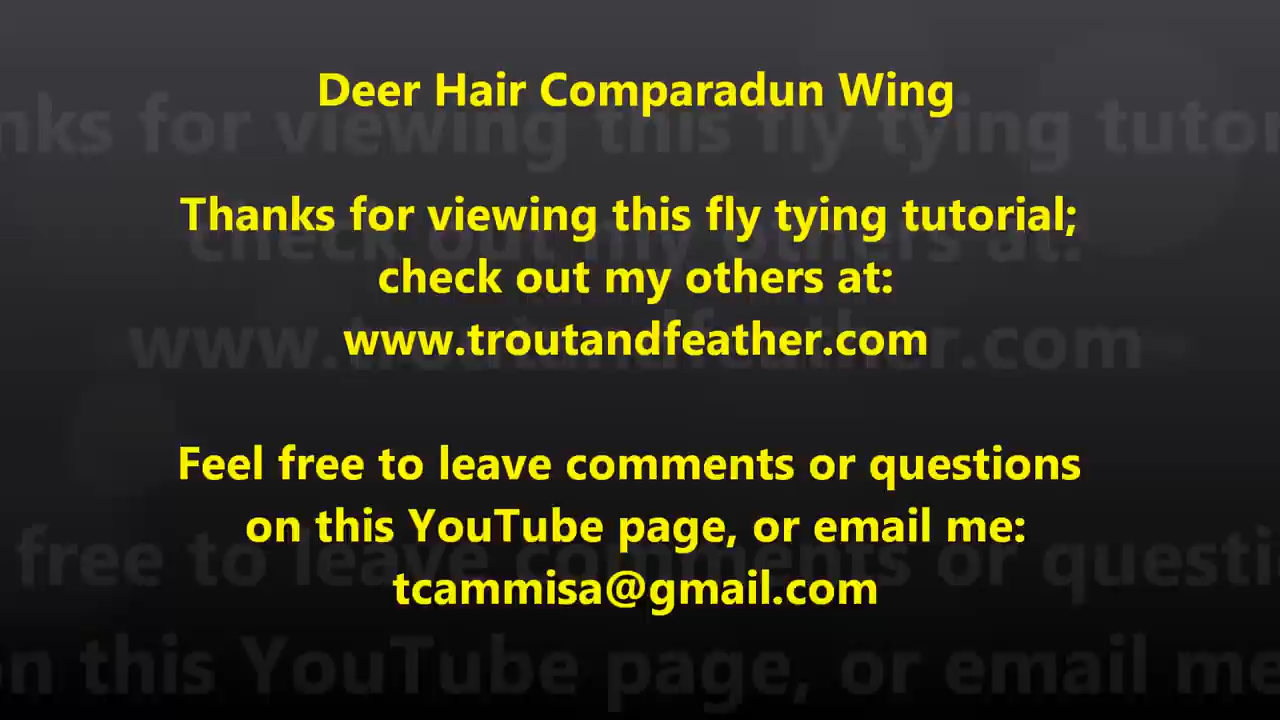 Deer Hair Comparadun Wing
Thanks for viewing this fly tying tutorial;
check out my others at:
www.troutandfeather.com
Feel free to leave comments or questions
on this YouTube page, or email me:
tcammisa@gmail.com